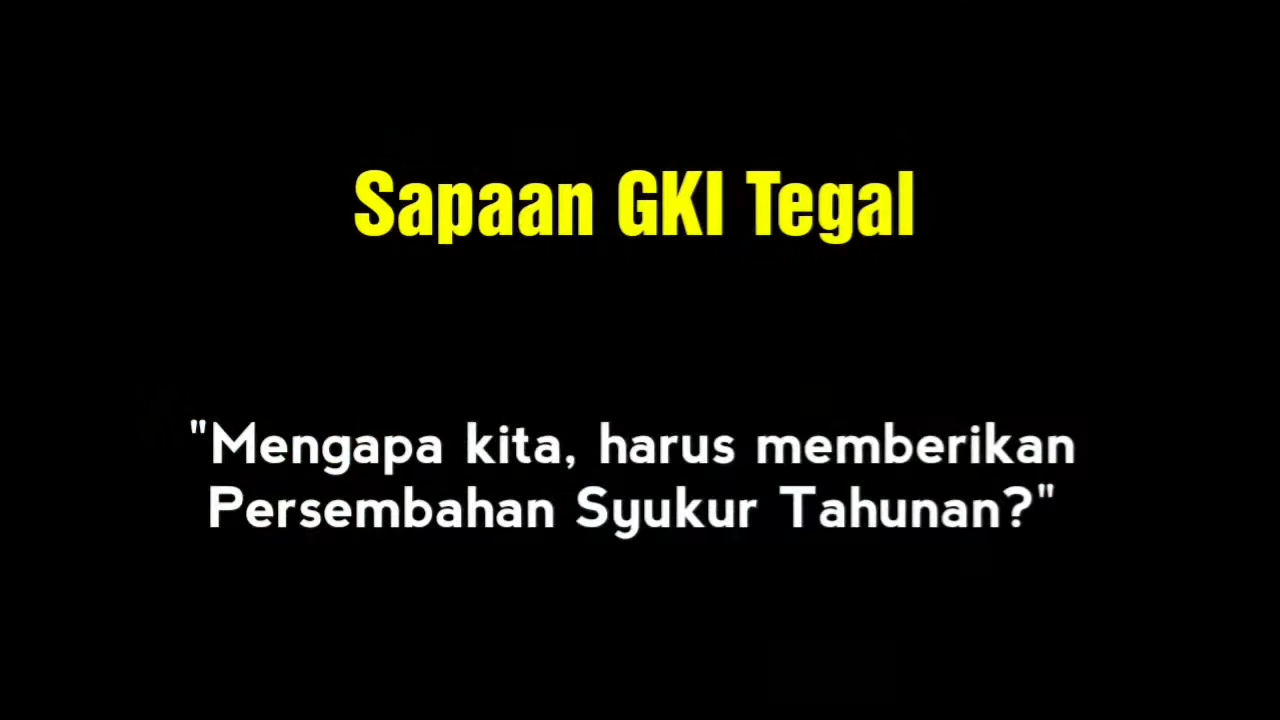 Sapaan GKI Tegal
"Mengapa kita, harus memberikan
Persembahan Syukur Tahunan?"